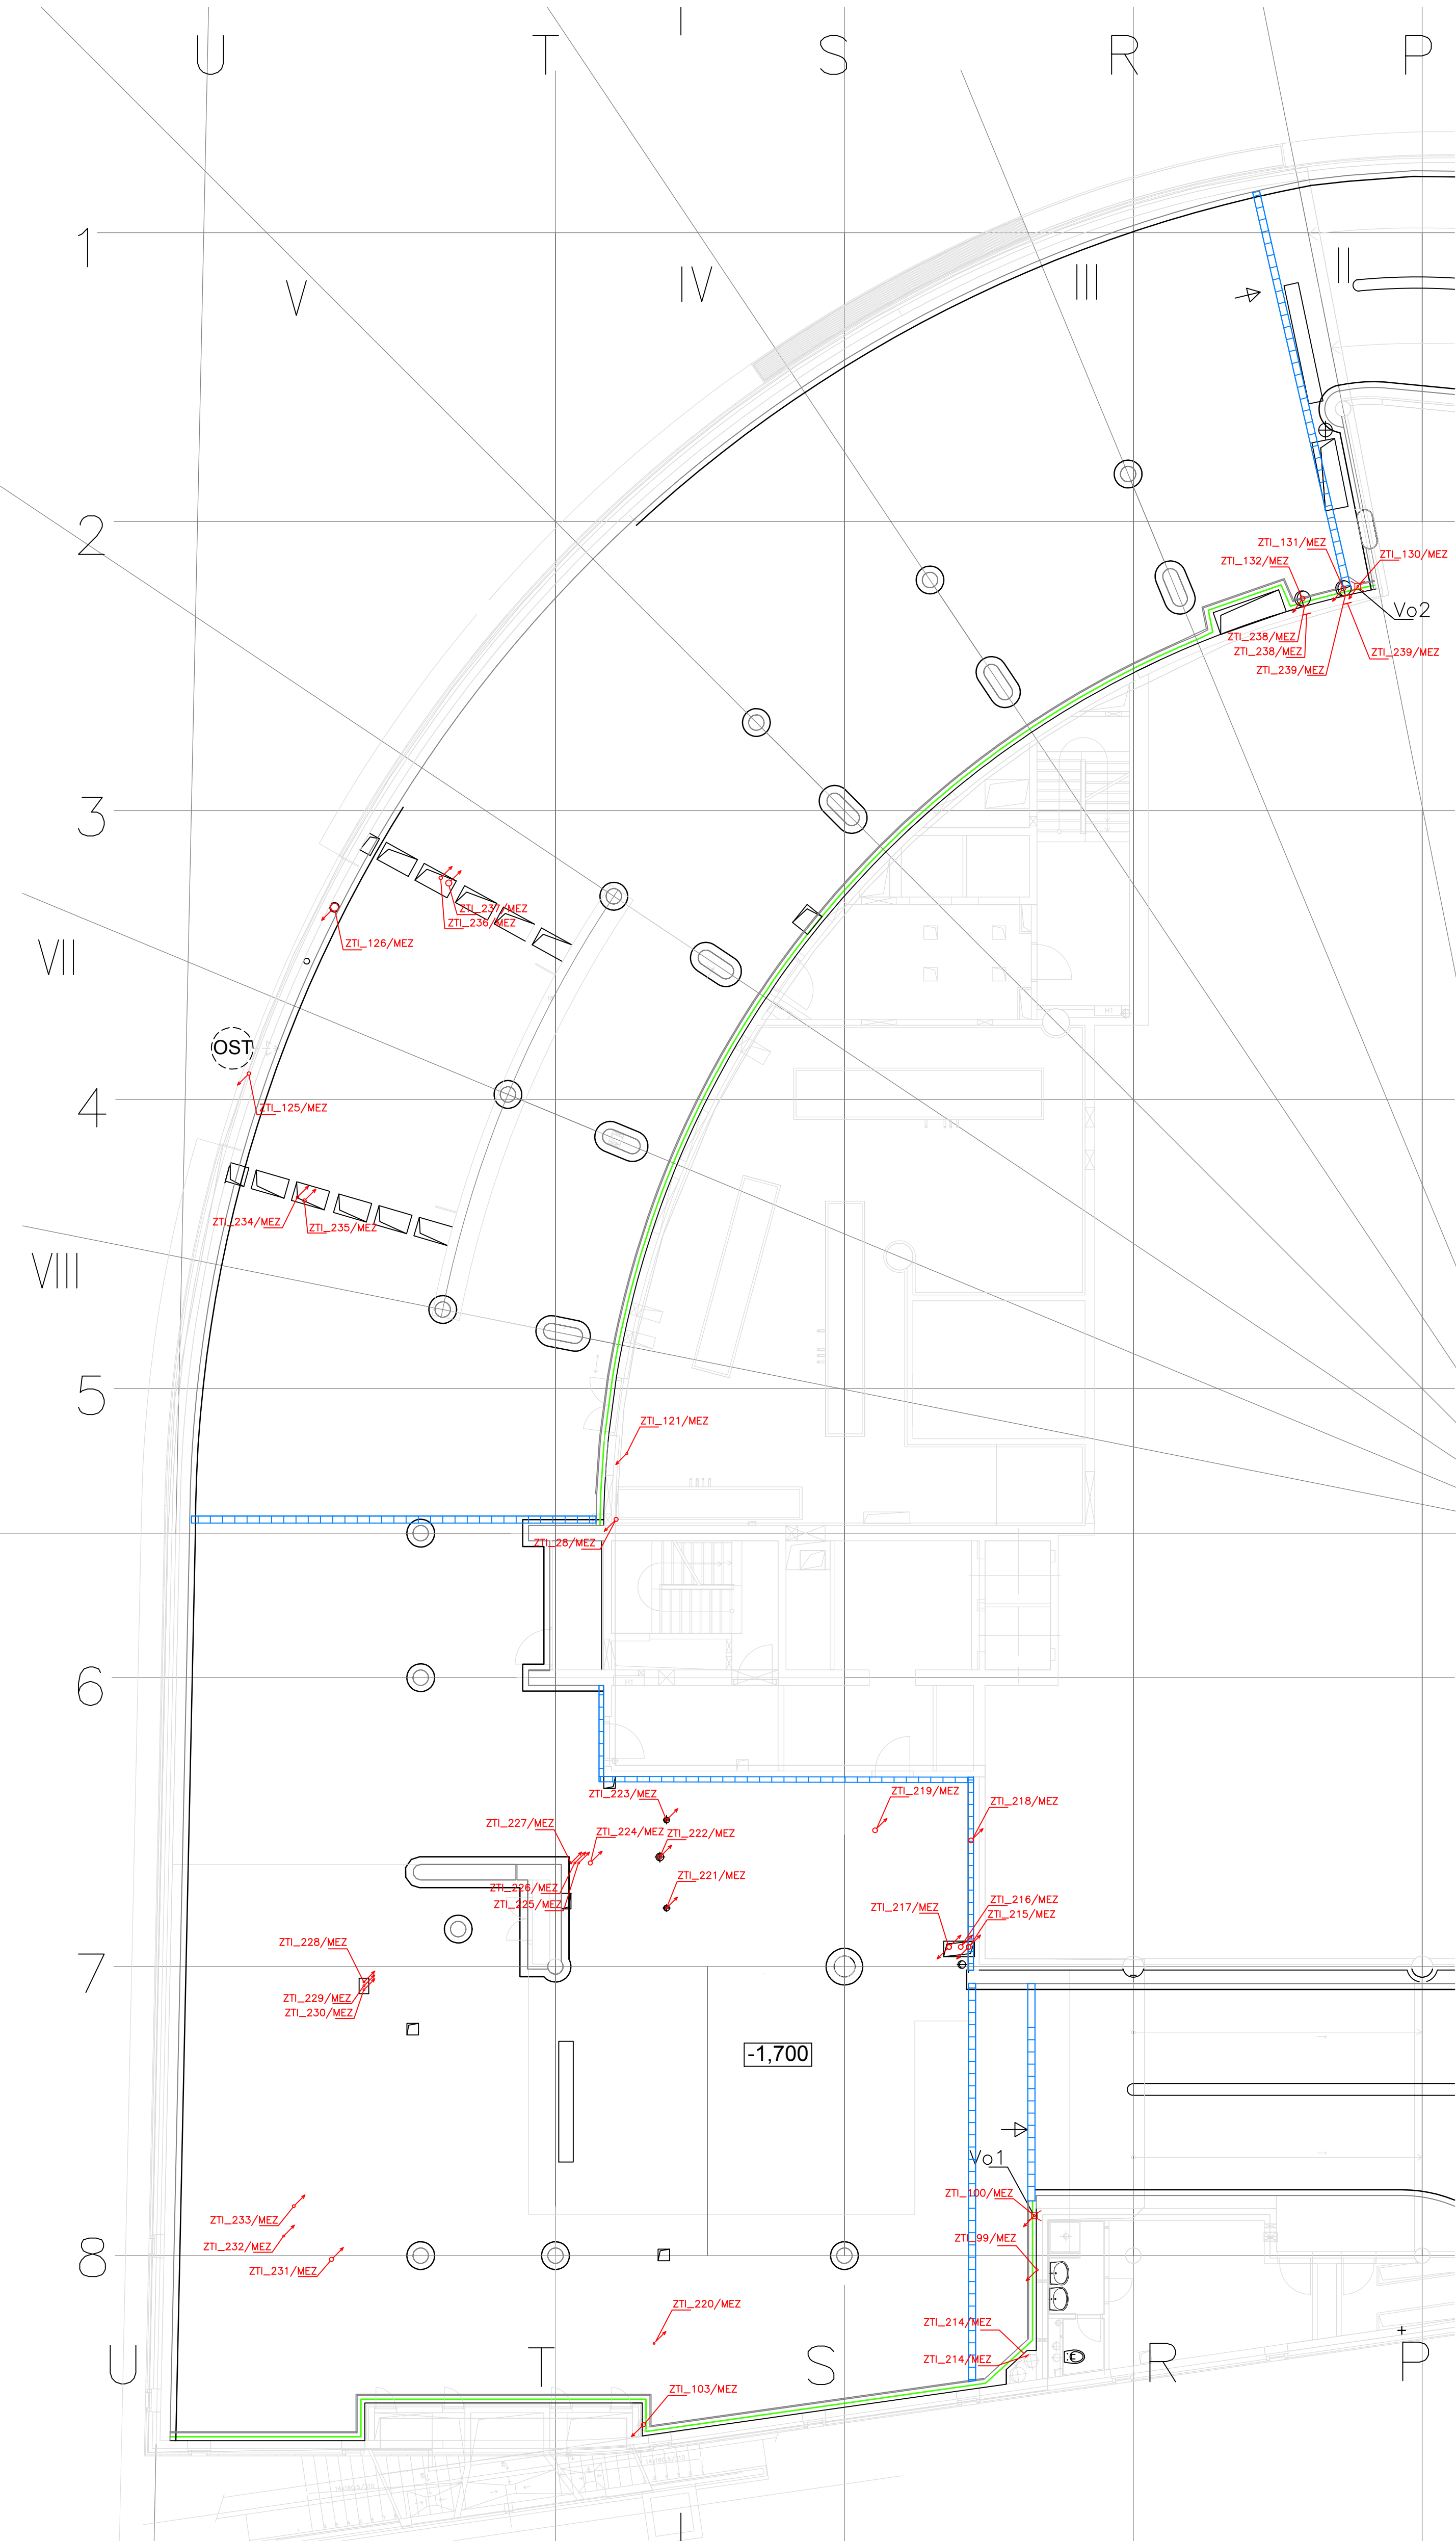 I
U T S R P
1
V IV III II
2
ZTI_131/MEZ
ZTI_132/MEZ
ZTI_130/MEZ
Vo2
ZTI_238/MEZ
ZTI_238/MEZ
ZTI_239/MEZ
ZTI_239/MEZ
3
ZTI_237/MEZ
ZTI_236/MEZ
ZTI_126/MEZ
VII
OST
4
ZTI_125/MEZ
ZTI_234/MEZ
ZTI_235/MEZ
VIII
5
ZTI_121/MEZ
ZTI_28/MEZ
6
ZTI_223/MEZ
ZTI_219/MEZ
ZTI_218/MEZ
ZTI_227/MEZ
ZTI_224/MEZ
ZTI_222/MEZ
ZTI_221/MEZ
ZTI_226/MEZ
ZTI_225/MEZ
ZTI_217/MEZ
ZTI_216/MEZ
ZTI_215/MEZ
ZTI_228/MEZ
7
ZTI_229/MEZ
ZTI_230/MEZ
-1,700
Vo1
ZTI_100/MEZ
ZTI_233/MEZ
ZTI_232/MEZ
ZTI_99/MEZ
8
ZTI_231/MEZ
ZTI_220/MEZ
ZTI_214/MEZ
ZTI_214/MEZ
U T S R P
ZTI_103/MEZ
I